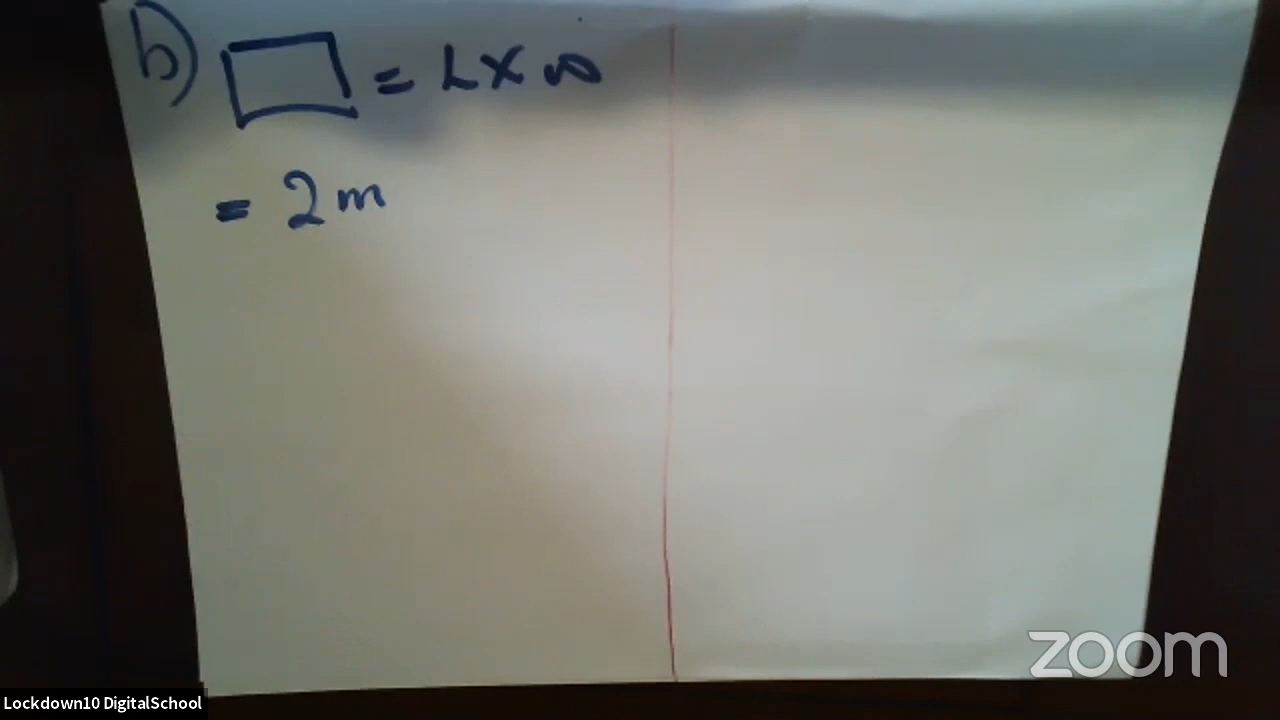 b) = L X w
= 2m
zoom
Lockdown10 DigitalSchool